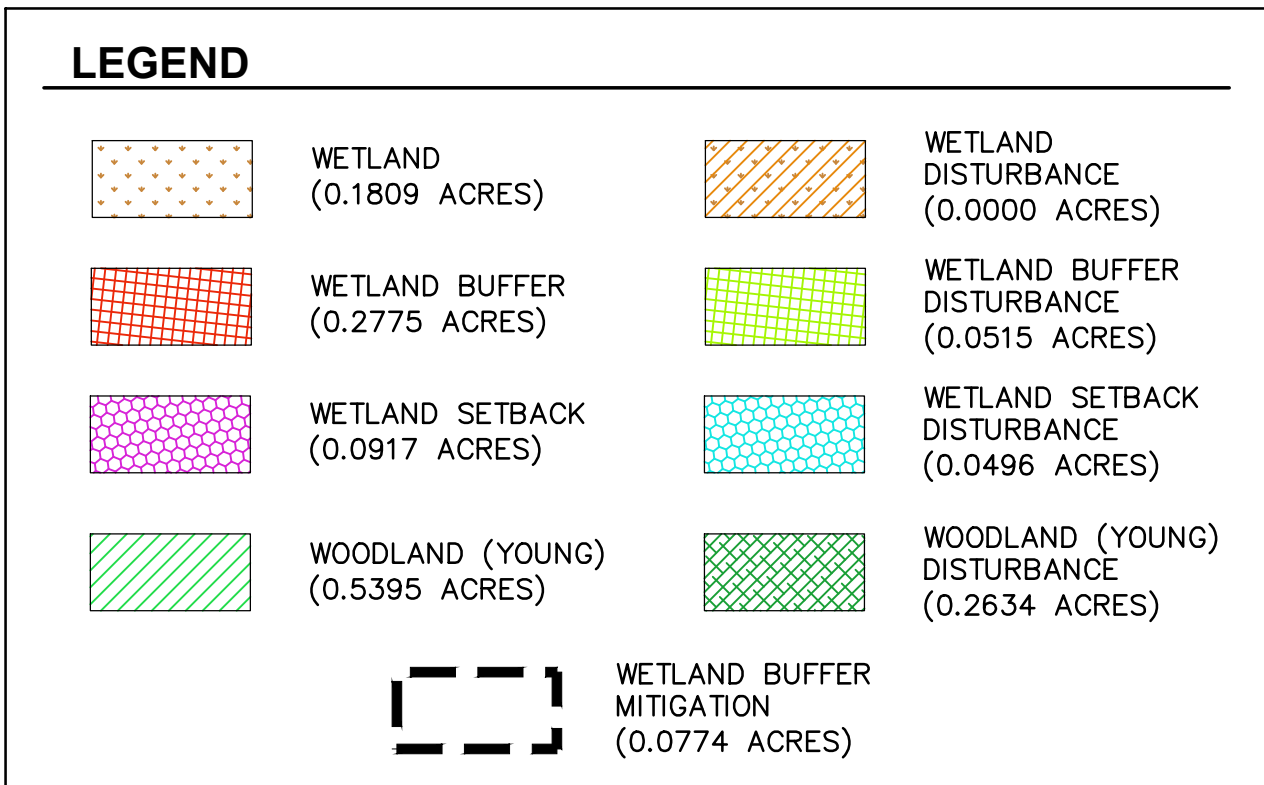 LEGEND
WETLAND
(0.1809 ACRES)
WETLAND
DISTURBANCE
(0.0000 ACRES)
WETLAND BUFFER
(0.2775 ACRES)
WETLAND BUFFER
DISTURBANCE
(0.0515 ACRES)
WETLAND SETBACK
(0.0917 ACRES)
WETLAND SETBACK
DISTURBANCE
(0.0496 ACRES)
WOODLAND (YOUNG)
(0.5395 ACRES)
WOODLAND (YOUNG)
DISTURBANCE
(0.2634 ACRES)
WETLAND BUFFER
MITIGATION
(0.0774 ACRES)